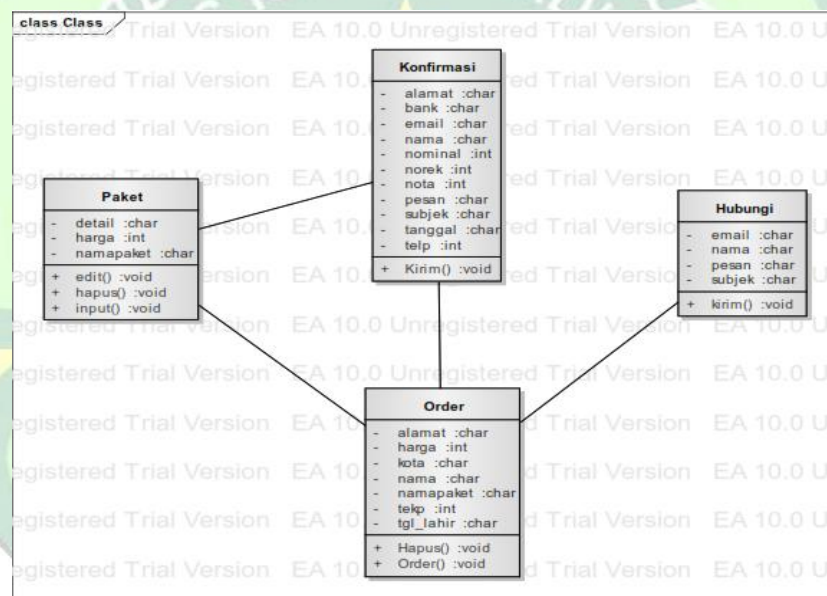 class Class
EA 10.0 Unregistered Trial Version
Konfirmasi
- alamat :char
- bank :char
- email :char
- nama :char
- nominal :int
- norek :int
- nota :int
- pesan :char
- subjek :char
- tanggal :char
- telp :int
+ Kirim() :void
Paket
- detail :char
- harga :int
- namapaket :char
+ edit() :void
+ hapus() :void
+ input() :void
Hubungi
- email :char
- nama :char
- pesan :char
- subjek :char
+ kirim() :void
Order
- alamat :char
- harga :int
- kota :char
- nama :char
- namapaket :char
- tekp :int
- tgl_lahir :char
+ Hapus() :void
+ Order() :void